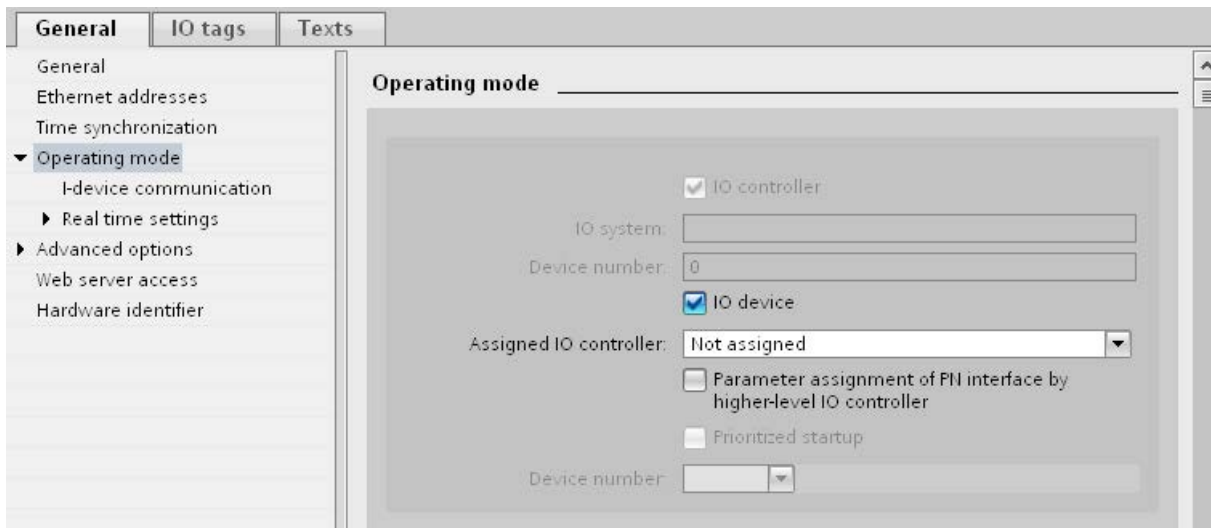 General IO tags Texts
General
Ethernet addresses
Time synchronization
Operating mode
I-device communication
Real time settings
Advanced options
Web server access
Hardware identifier
Operating mode
IO controller
IO system:
Device number: 0
IO device
Assigned IO controller: Not assigned
Parameter assignment of PN interface by
higher-level IO controller
Prioritized startup
Device number: